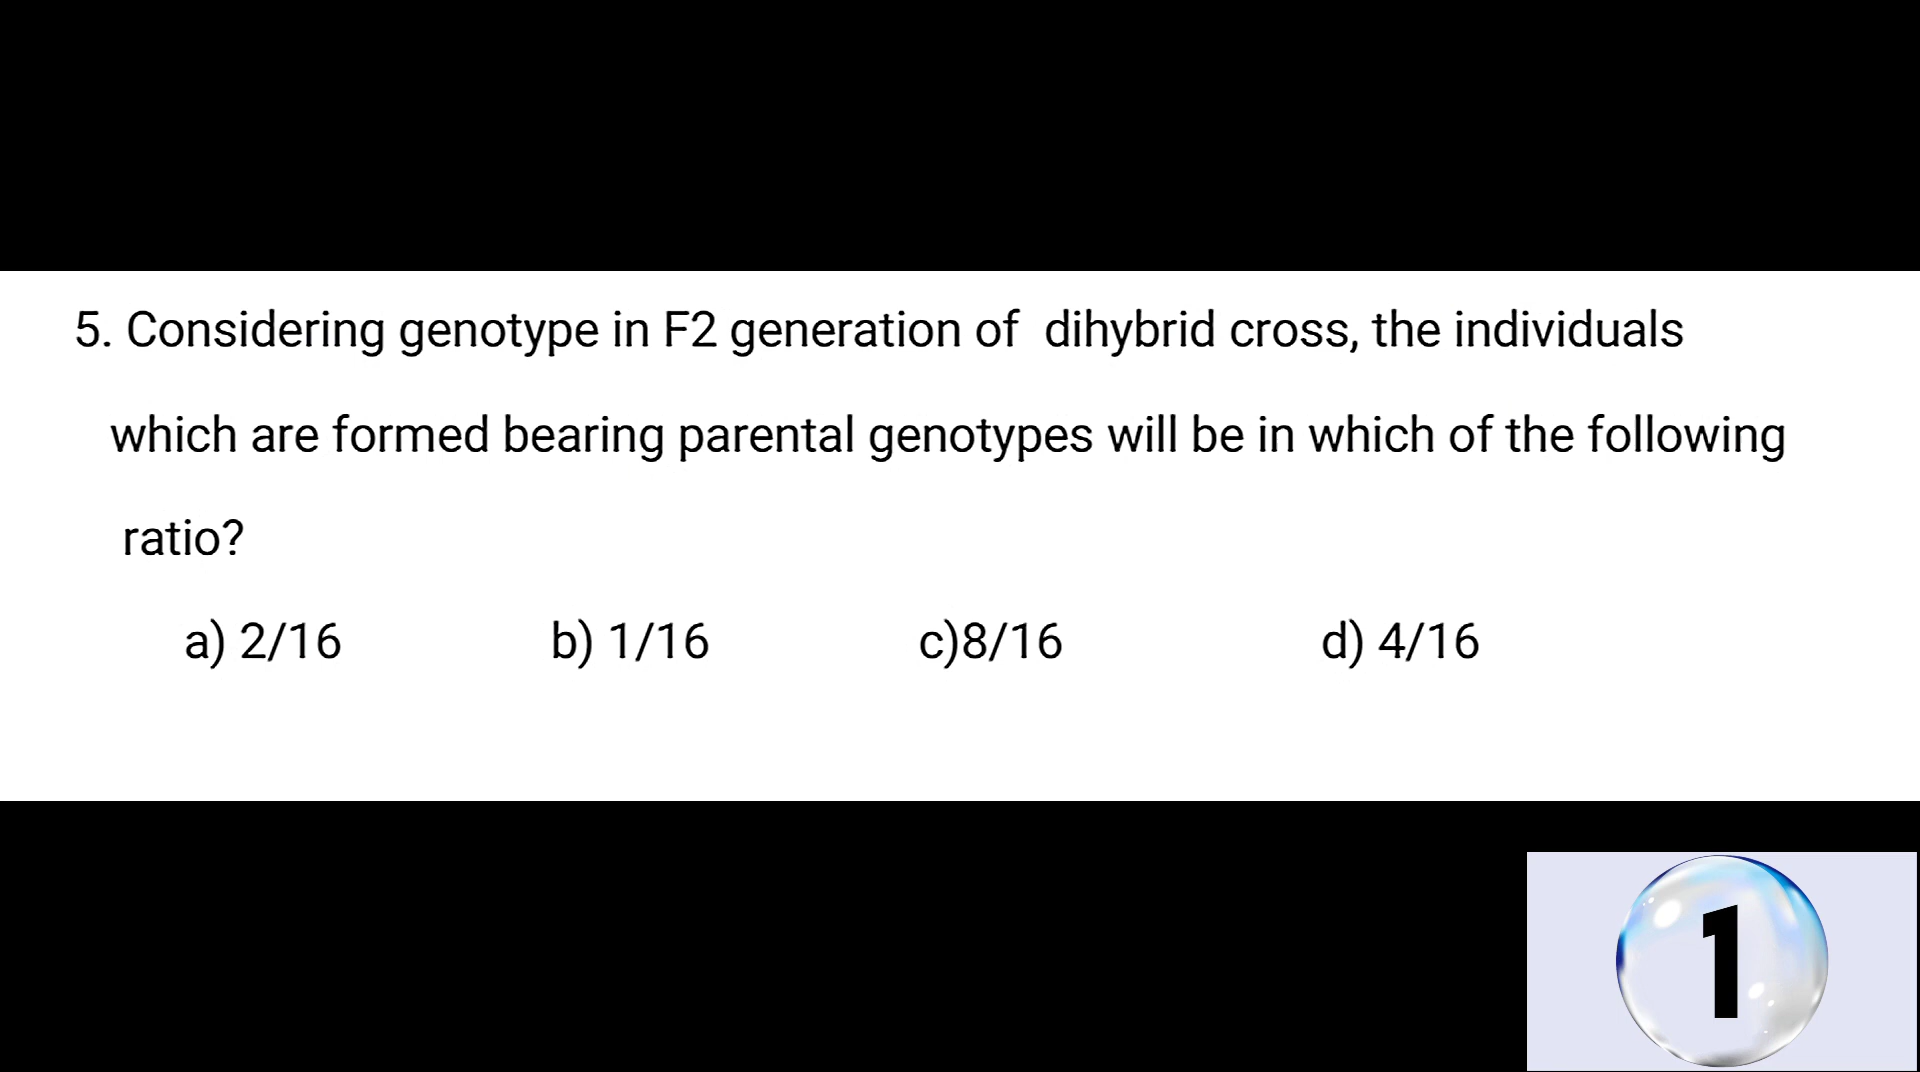 5. Considering genotype in F2 generation of  dihybrid cross, the individuals
which are formed bearing parental genotypes will be in which of the following
ratio?
a) 2/16 b) 1/16 c)8/16 d) 4/16
1